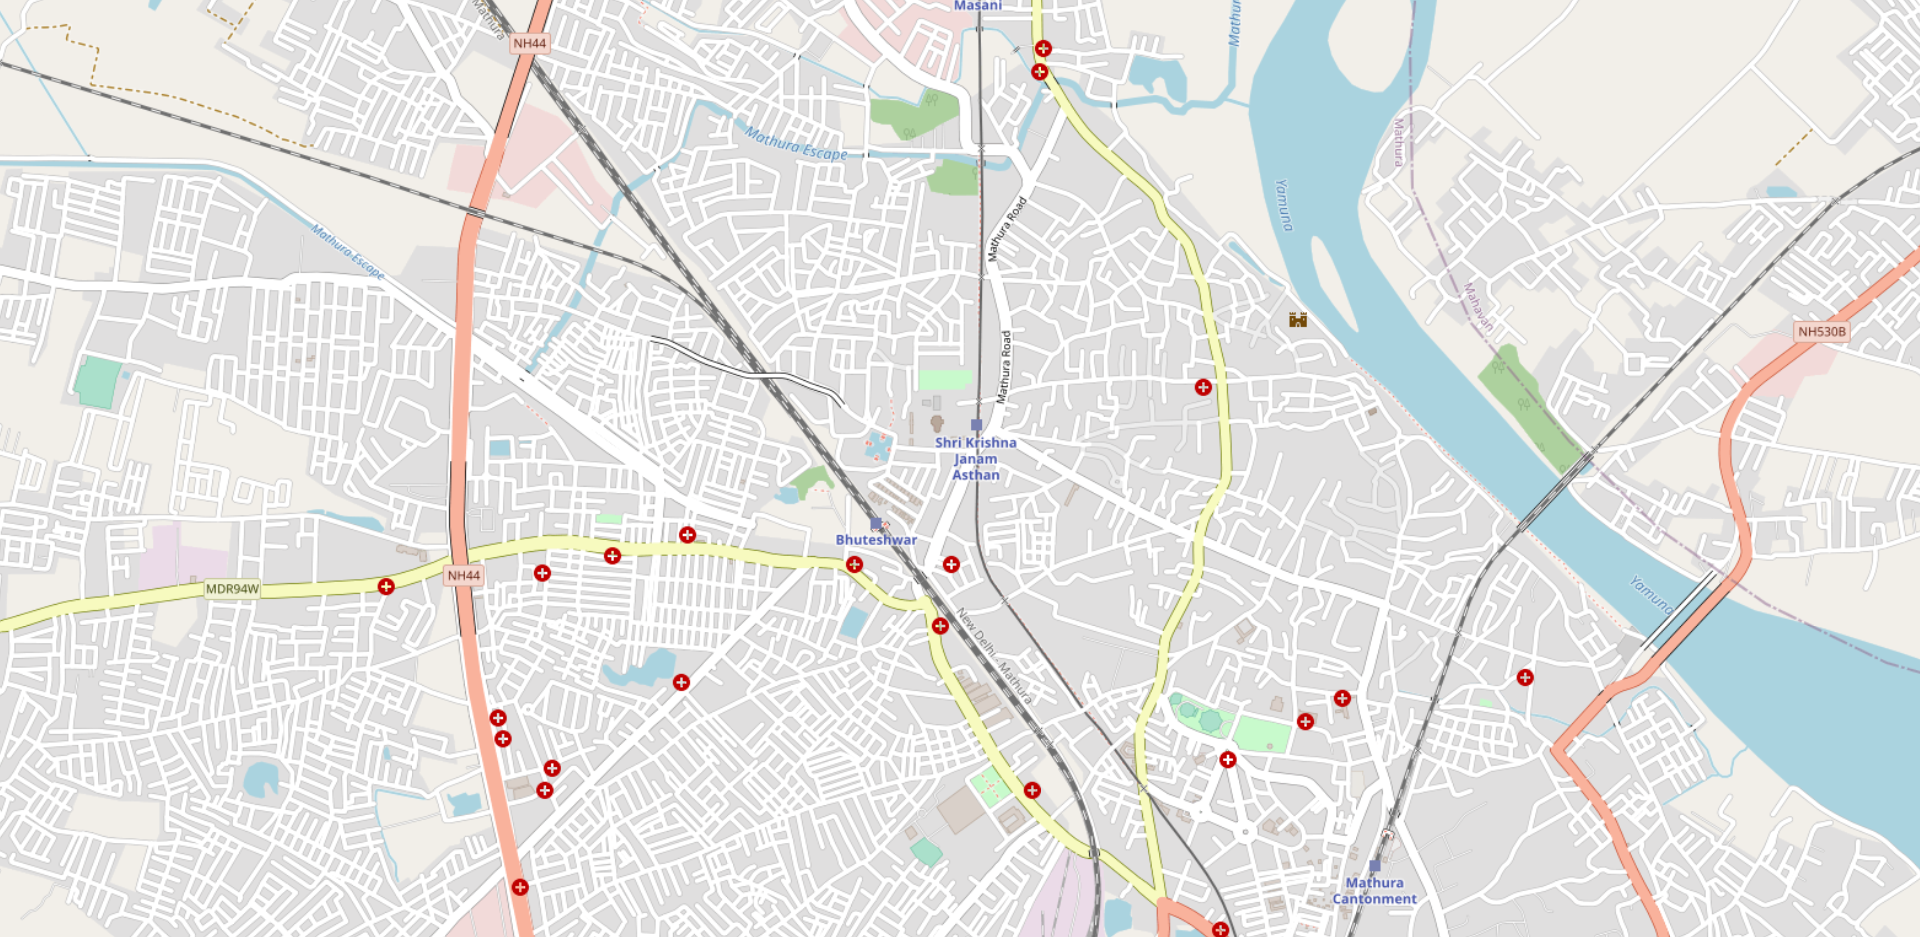 Masani
Mathura
NH44
Mathur
Mathura Escape
Mathura
Yamuna
Mathura Road
Mathura Escape
Mahavan
NH530B
Mathura Road
Shri Krishna
Janam
Asthan
Bhuteshwar
NH44
MDR94W
New Delhi - Mathura
Yamuna
Mathura
Cantonment